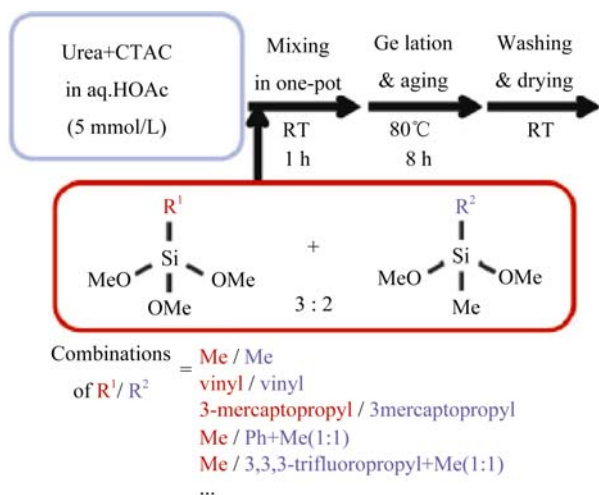 Urea+CTAC
in aq.HOAc
(5 mmol/L)
Mixing
in one-pot
RT
1 h
Ge lation
& aging
80℃
8 h
Washing
& drying
RT
R¹
Si
MeO
OMe
OMe
+
3 : 2
R²
Si
MeO
OMe
Me
Combinations
of R¹/ R²
=
Me / Me
vinyl / vinyl
3-mercaptopropyl / 3mercaptopropyl
Me / Ph+Me(1:1)
Me / 3,3,3-trifluoropropyl+Me(1:1)
...